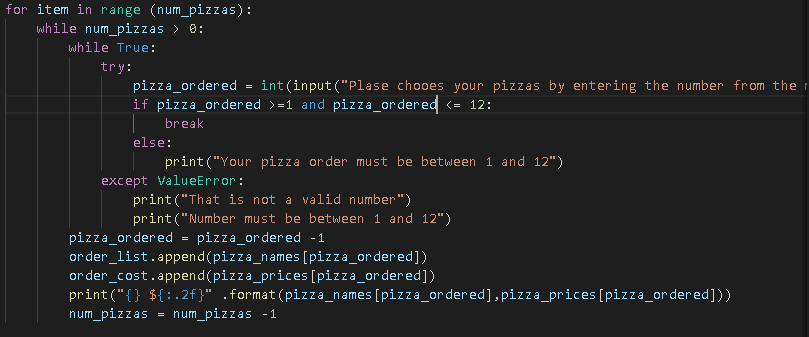 for item in range (num_pizzas):
while num_pizzas > 0:
while True:
try:
pizza_ordered = int(input("Plase chooes your pizzas by entering the number from the
if pizza_ordered >=1 and pizza_ordered <= 12:
break
else:
print("Your pizza order must be between 1 and 12")
except ValueError:
print("That is not a valid number")
print("Number must be between 1 and 12")
pizza_ordered = pizza_ordered -1
order_list.append(pizza_names[pizza_ordered])
order_cost.append(pizza_prices[pizza_ordered])
print("{} ${:.2f}" .format(pizza_names[pizza_ordered],pizza_prices[pizza_ordered]))
num_pizzas = num_pizzas -1